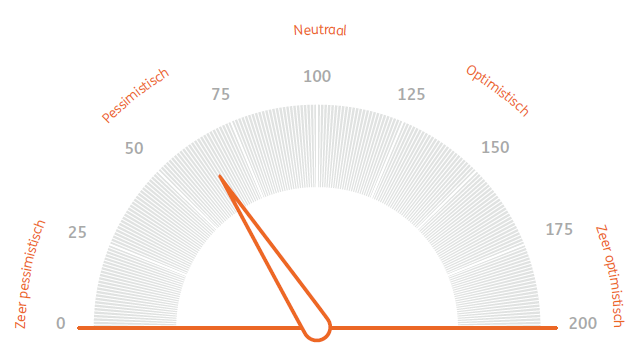 Neutraal
Pessimistisch
Optimistisch
Zeer pessimistisch
Zeer optimistisch
0
25
50
75
100
125
150
175
200